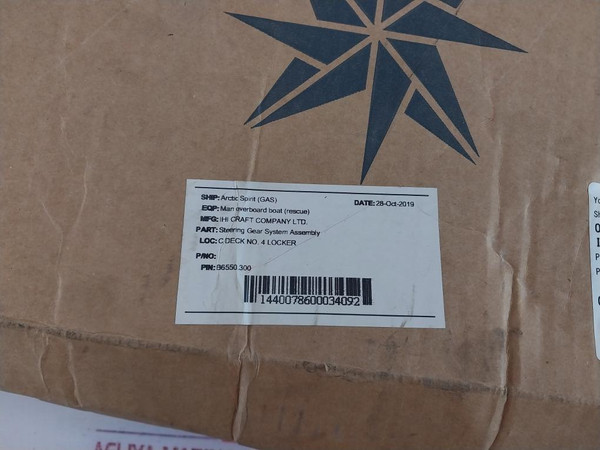 SHIP: Arctic Spirit (GAS) DATE: 28-Oct-2019
EQP: Man overboard boat (rescue)
MFG: IHI CRAFT COMPANY LTD.
PART: Steering Gear System Assembly
LOC: C DECK NO. 4 LOCKER
P/NO:
PIN: B6550.300
1440078600034092